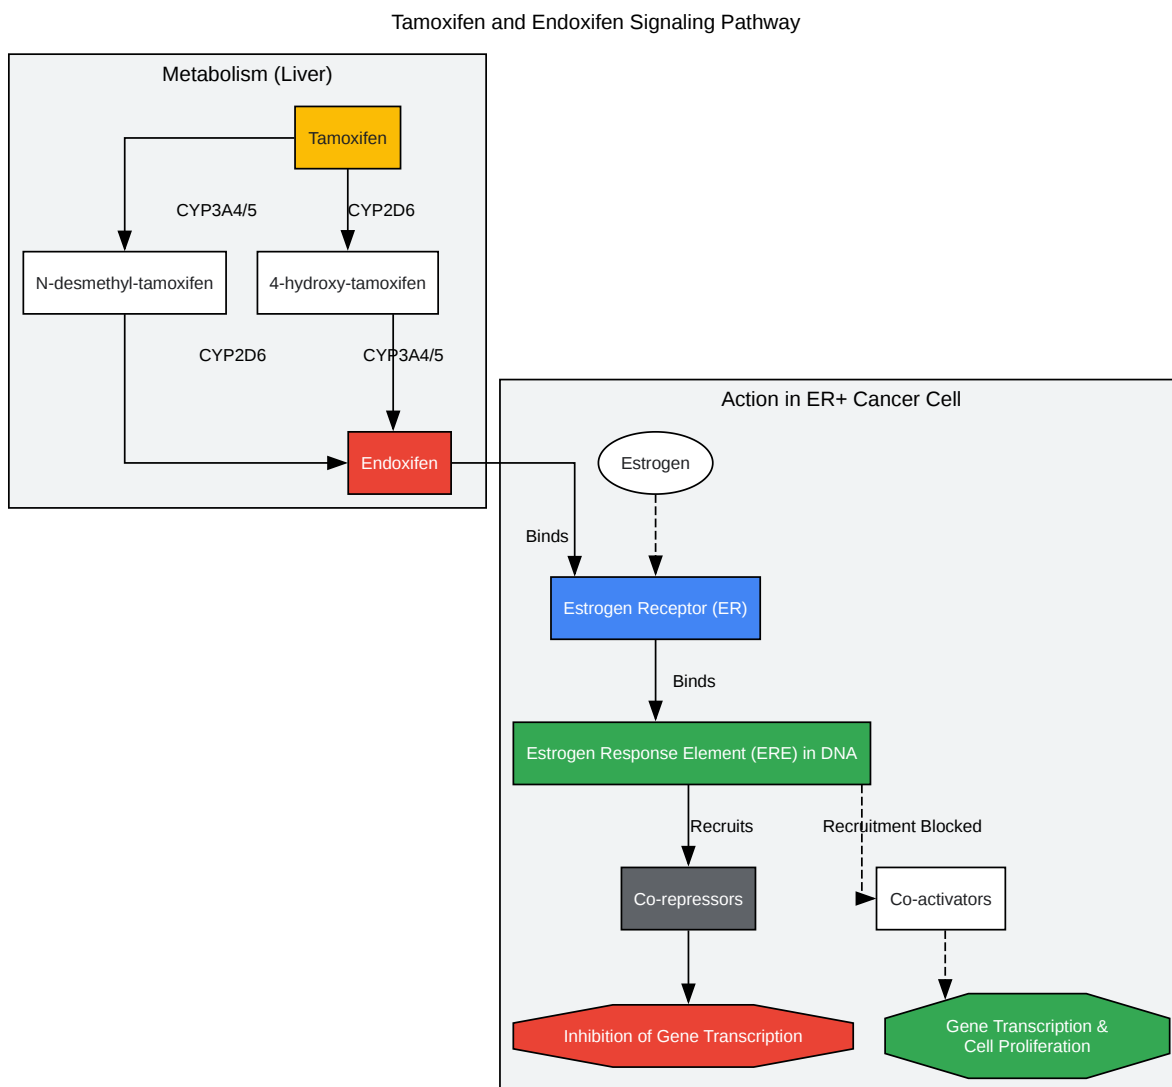 Tamoxifen and Endoxifen Signaling Pathway
Metabolism (Liver)
Tamoxifen
CYP3A4/5
CYP2D6
N-desmethyl-tamoxifen
4-hydroxy-tamoxifen
CYP2D6
CYP3A4/5
Endoxifen
Action in ER+ Cancer Cell
Estrogen
Binds
Estrogen Receptor (ER)
Binds
Estrogen Response Element (ERE) in DNA
Recruits
Recruitment Blocked
Co-repressors
Co-activators
Inhibition of Gene Transcription
Gene Transcription &
Cell Proliferation